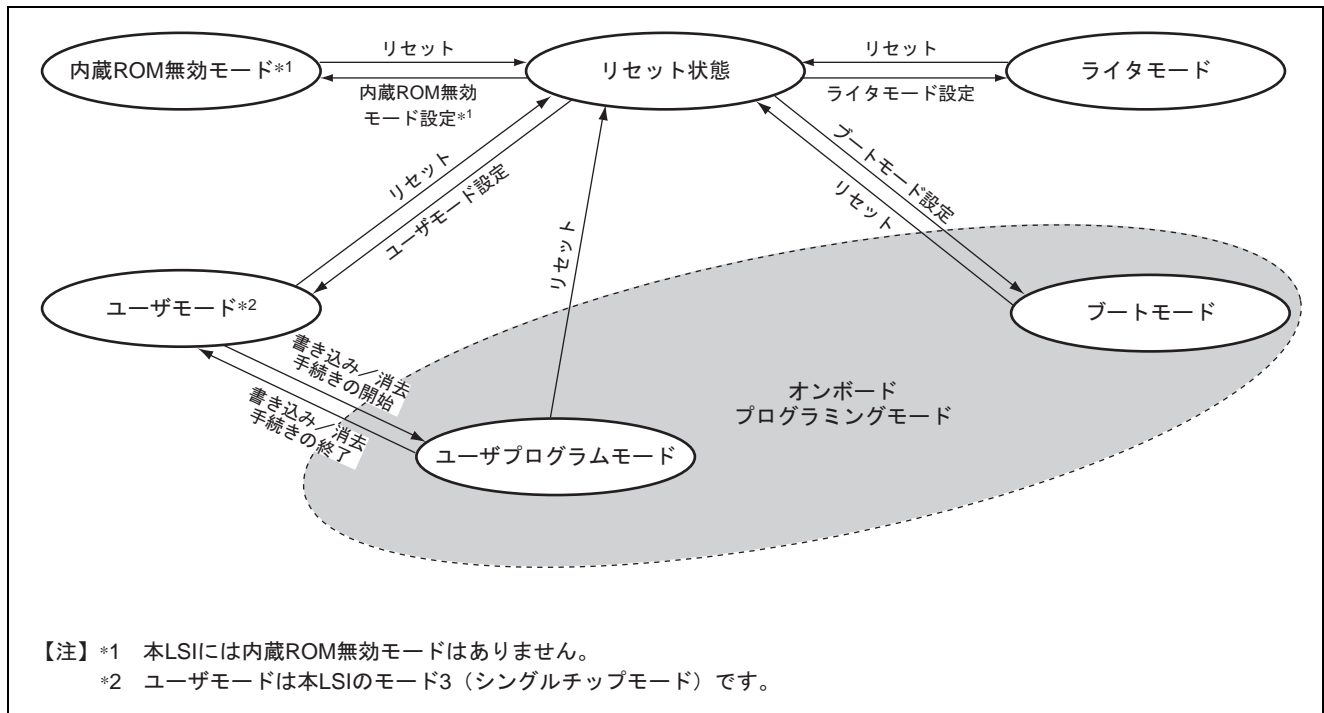 リセット
リセット
内蔵ROM無効モード*1
リセット状態
ライタモード
内蔵ROM無効
モード設定*1
ライタモード設定
リセット
ユーザモード設定
リセット
ブートモード設定
リセット
ユーザモード*2
ブートモード
書き込み／消去
手続きの開始
書き込み／消去
手続きの終了
オンボード
プログラミングモード
ユーザプログラムモード
【注】*1 本LSIには内蔵ROM無効モードはありません。
*2 ユーザモードは本LSIのモード3（シングルチップモード）です。